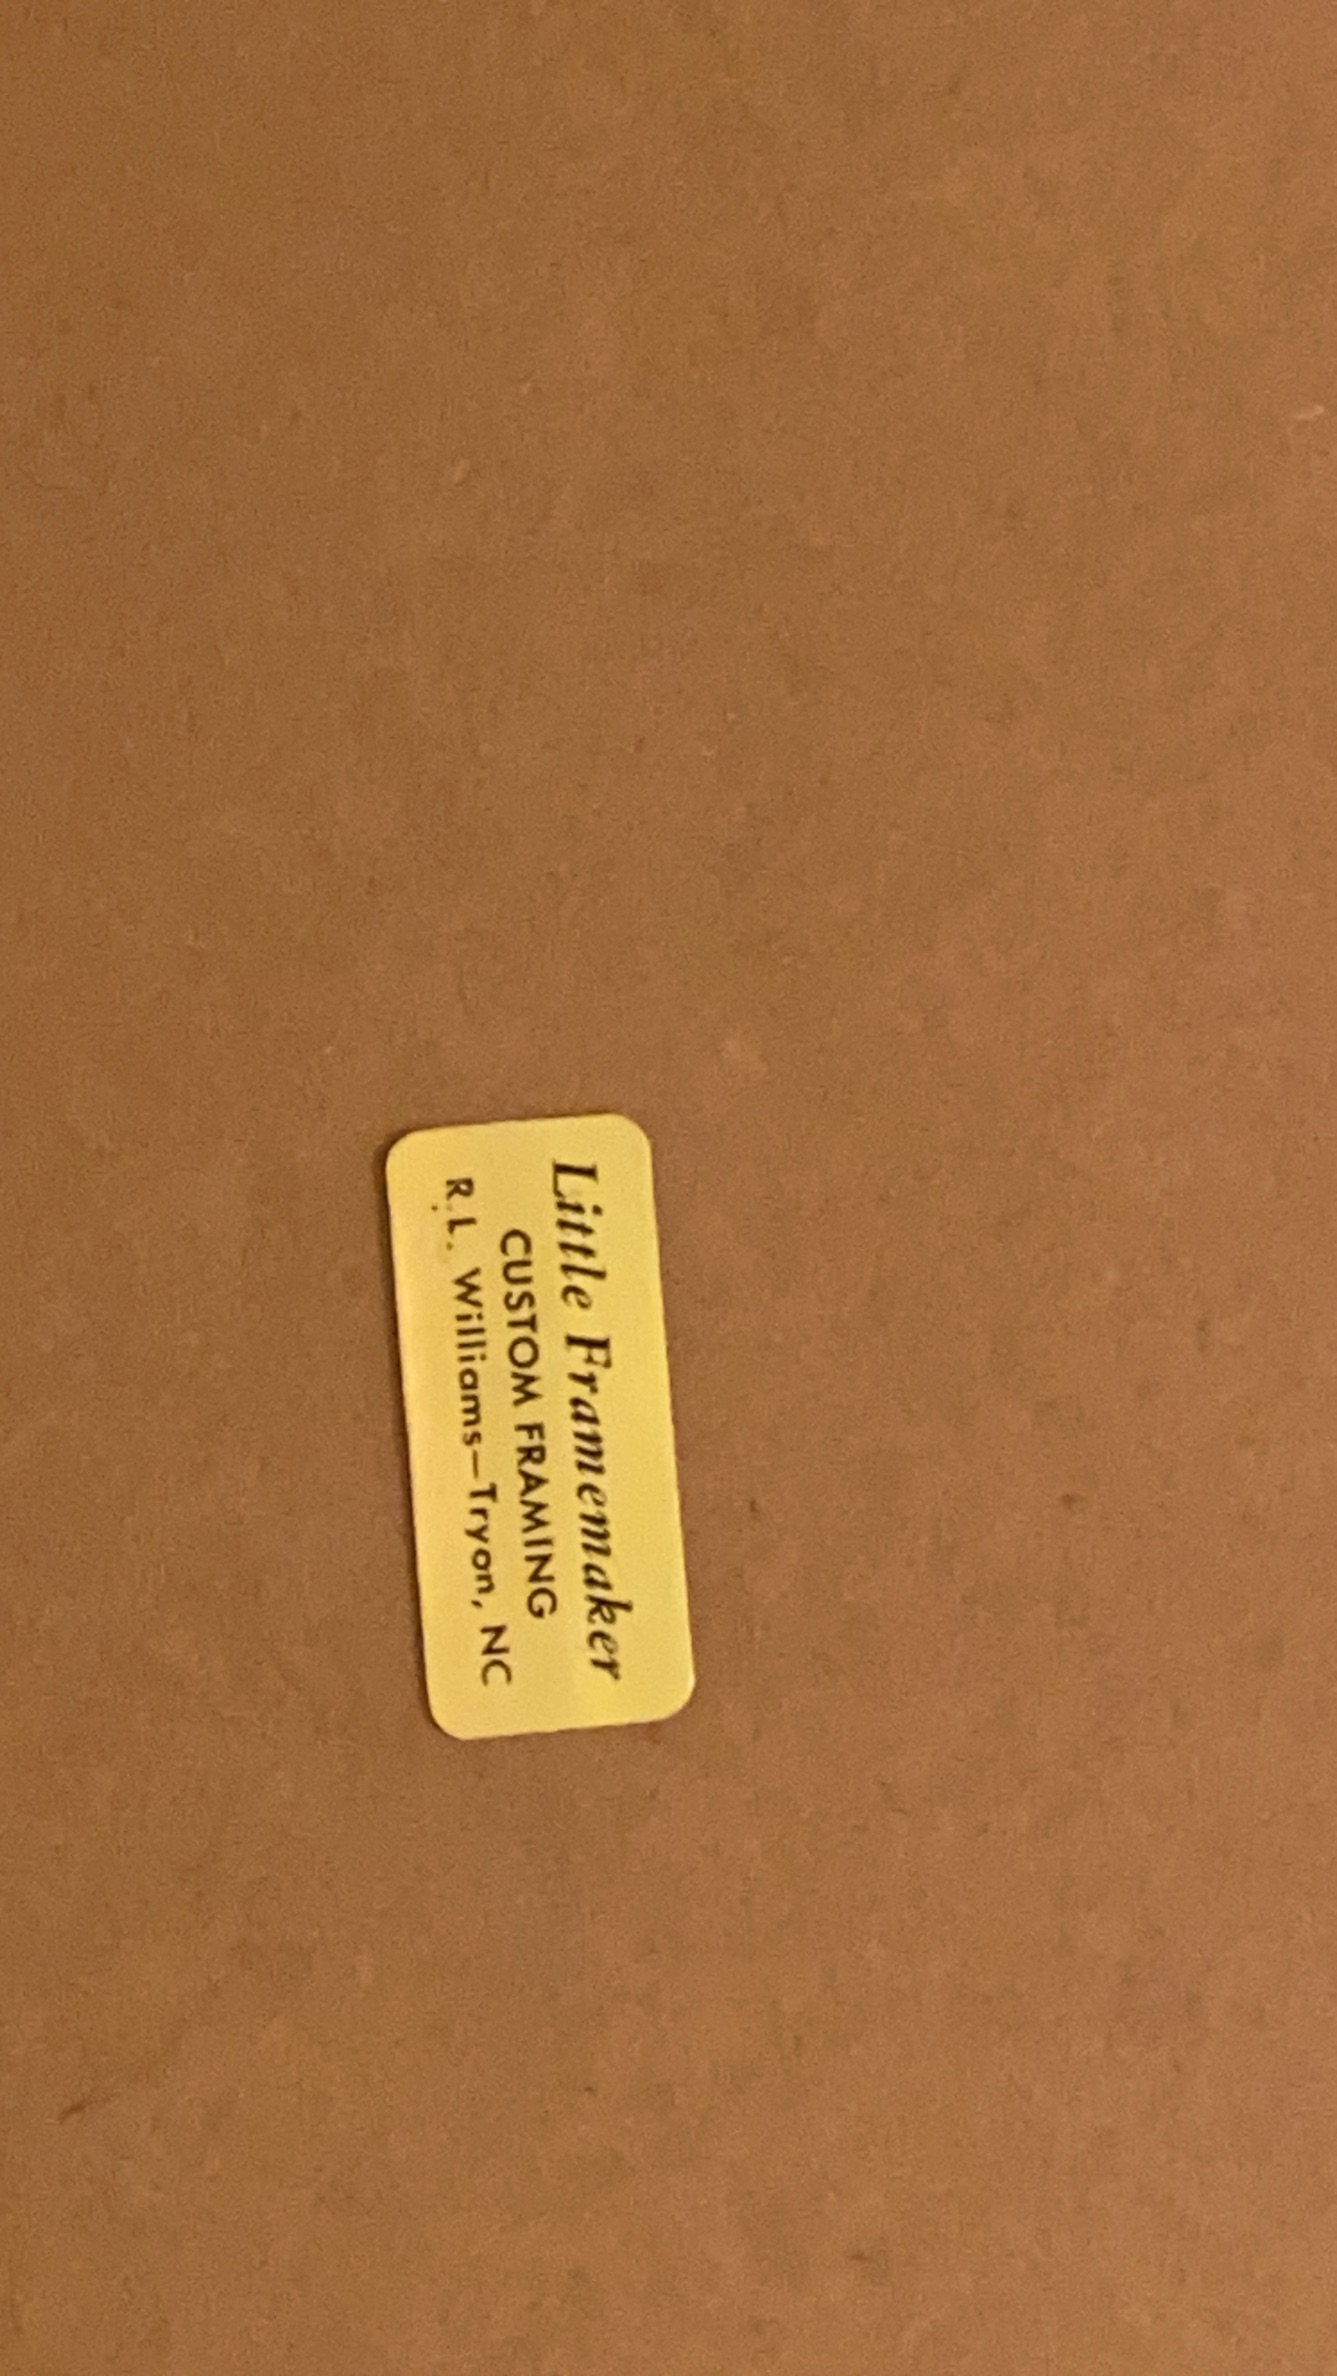 Little Framemaker
CUSTOM FRAMING
R.L. Williams—Tryon, NC